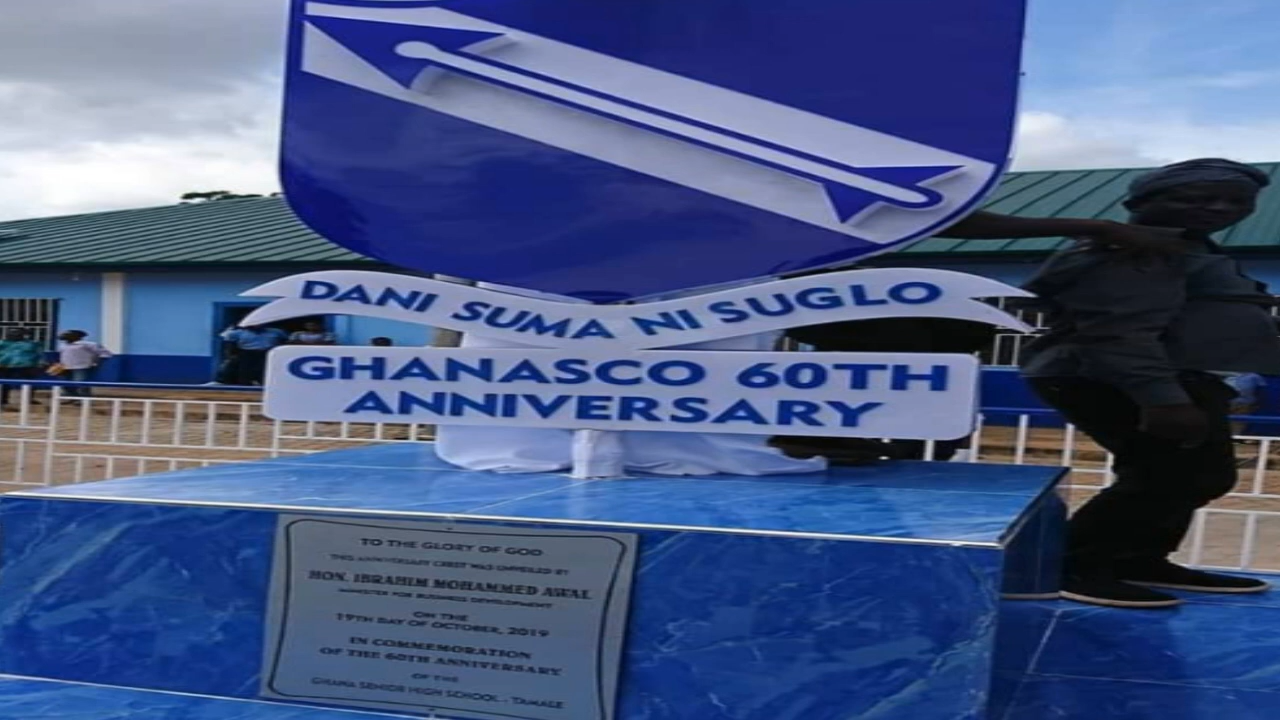 DANI SUMA NI SUGLO
GHANASCO 60TH
ANNIVERSARY
TO THE GLORY OF GOD
THIS ANNIVERSARY CREST WAS UNVEILED BY
HON. IBRAHIM MOHAMMED AWAL
MINISTER FOR BUSINESS DEVELOPMENT
ON THE
19TH DAY OF OCTOBER, 2019
IN COMMEMORATION
OF THE 60TH ANNIVERSARY
OF THE
GHANA SENIOR HIGH SCHOOL - TAMALE